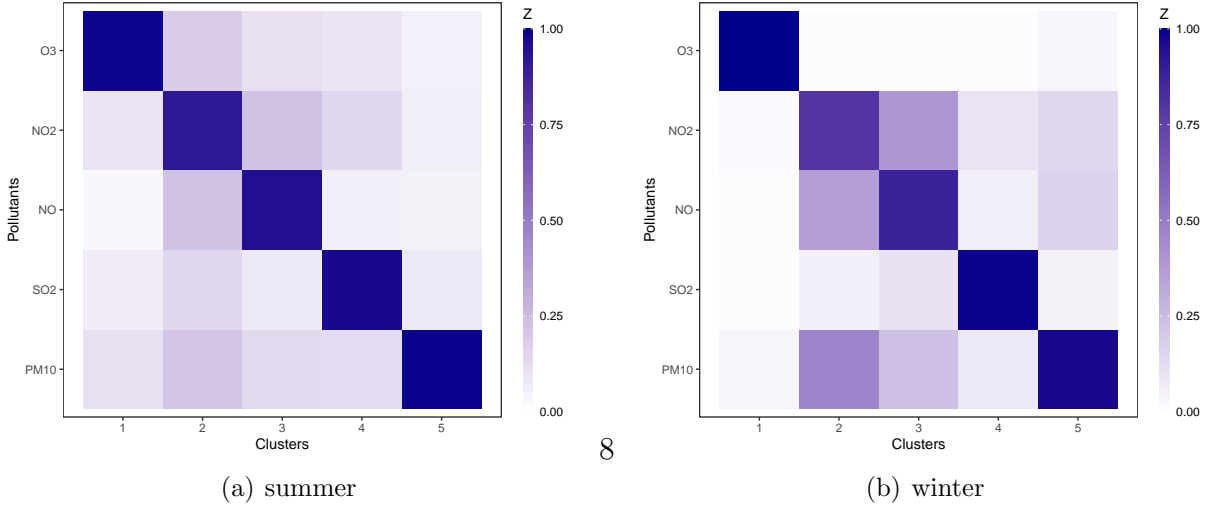 Z
1.00
0.75
0.50
0.25
0.00
O3
NO2
NO
SO2
PM10
Pollutants
1 2 3 4 5
Clusters
(a) summer
Z
1.00
0.75
0.50
0.25
0.00
O3
NO2
NO
SO2
PM10
Pollutants
1 2 3 4 5
Clusters
(b) winter
8